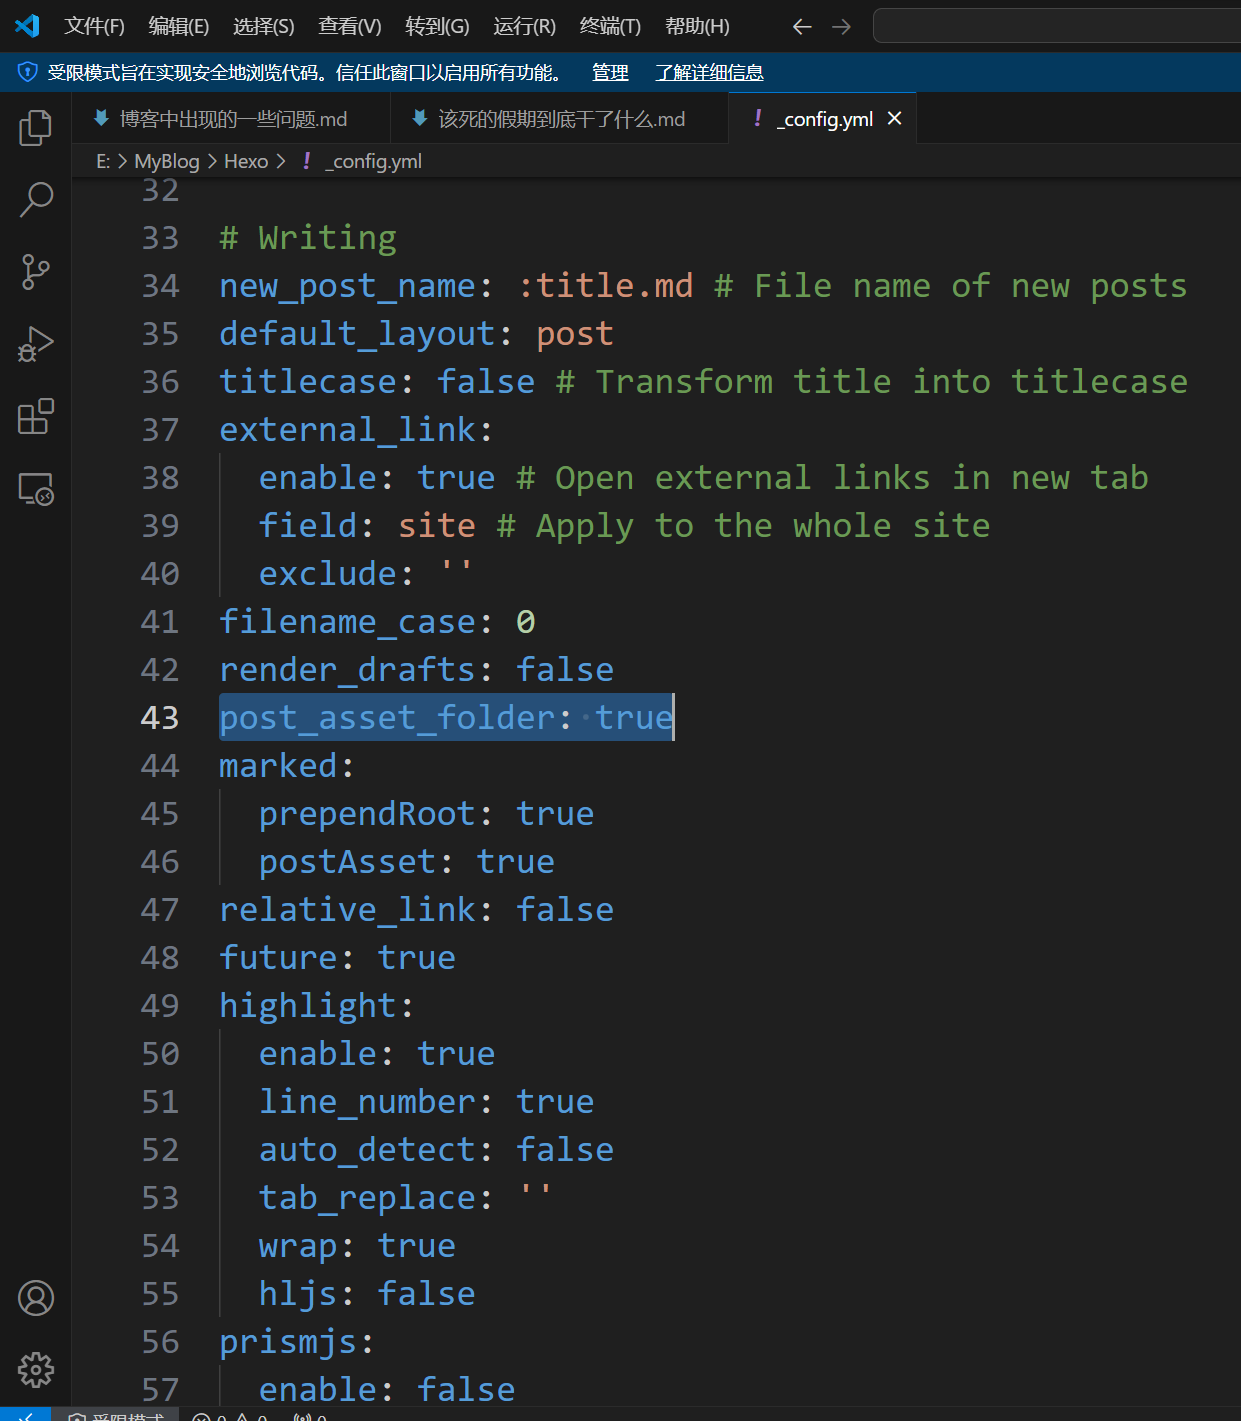 文件(F) 编辑(E) 选择(S) 查看(V) 转到(G) 运行(R) 终端(T) 帮助(H)
受限模式旨在实现安全地浏览代码。信任此窗口以启用所有功能。 管理 了解详细信息
博客中出现的一些问题.md 该死的假期到底干了什么.md ! _config.yml
E: > MyBlog > Hexo > ! _config.yml
32
33 # Writing
34 new_post_name: :title.md # File name of new posts
35 default_layout: post
36 titlecase: false # Transform title into titlecase
37 external_link:
38 enable: true # Open external links in new tab
39 field: site # Apply to the whole site
40 exclude: ''
41 filename_case: 0
42 render_drafts: false
43 post_asset_folder: true
44 marked:
45 prependRoot: true
46 postAsset: true
47 relative_link: false
48 future: true
49 highlight:
50 enable: true
51 line_number: true
52 auto_detect: false
53 tab_replace: ''
54 wrap: true
55 hljs: false
56 prismjs:
57 enable: false
受限模式 0 0 0